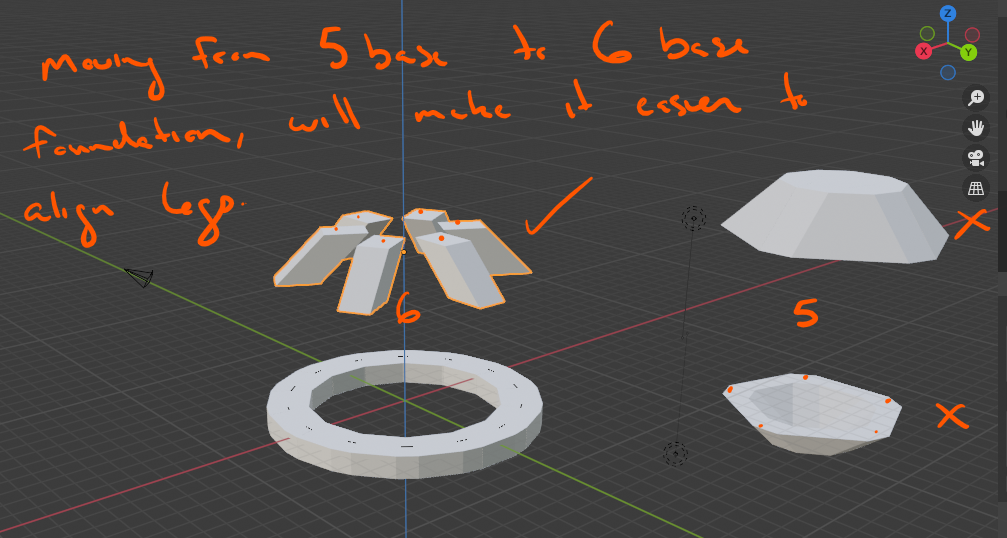 moving from 5 base to 6 base
foundation, will make it easier to
align legs.
6
5
X
X
Z
X
Y